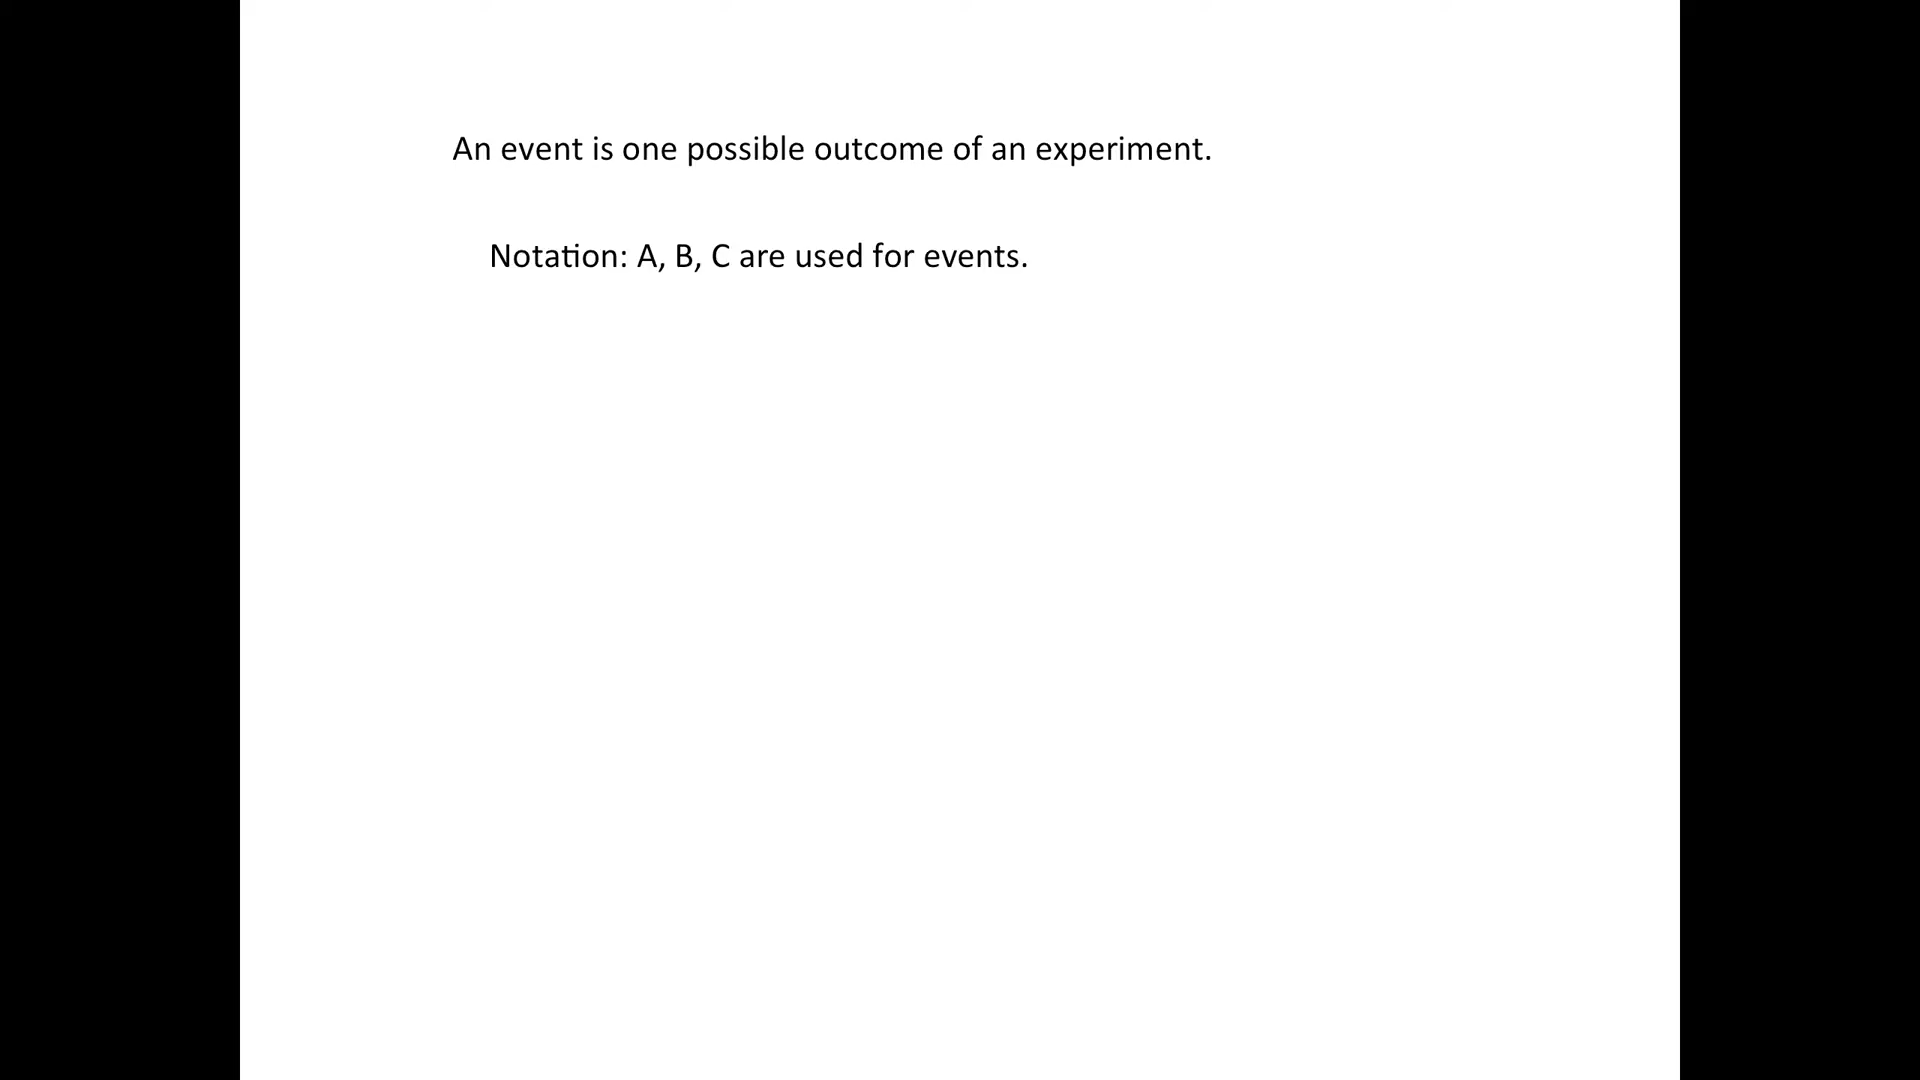 An event is one possible outcome of an experiment.
Notation: A, B, C are used for events.